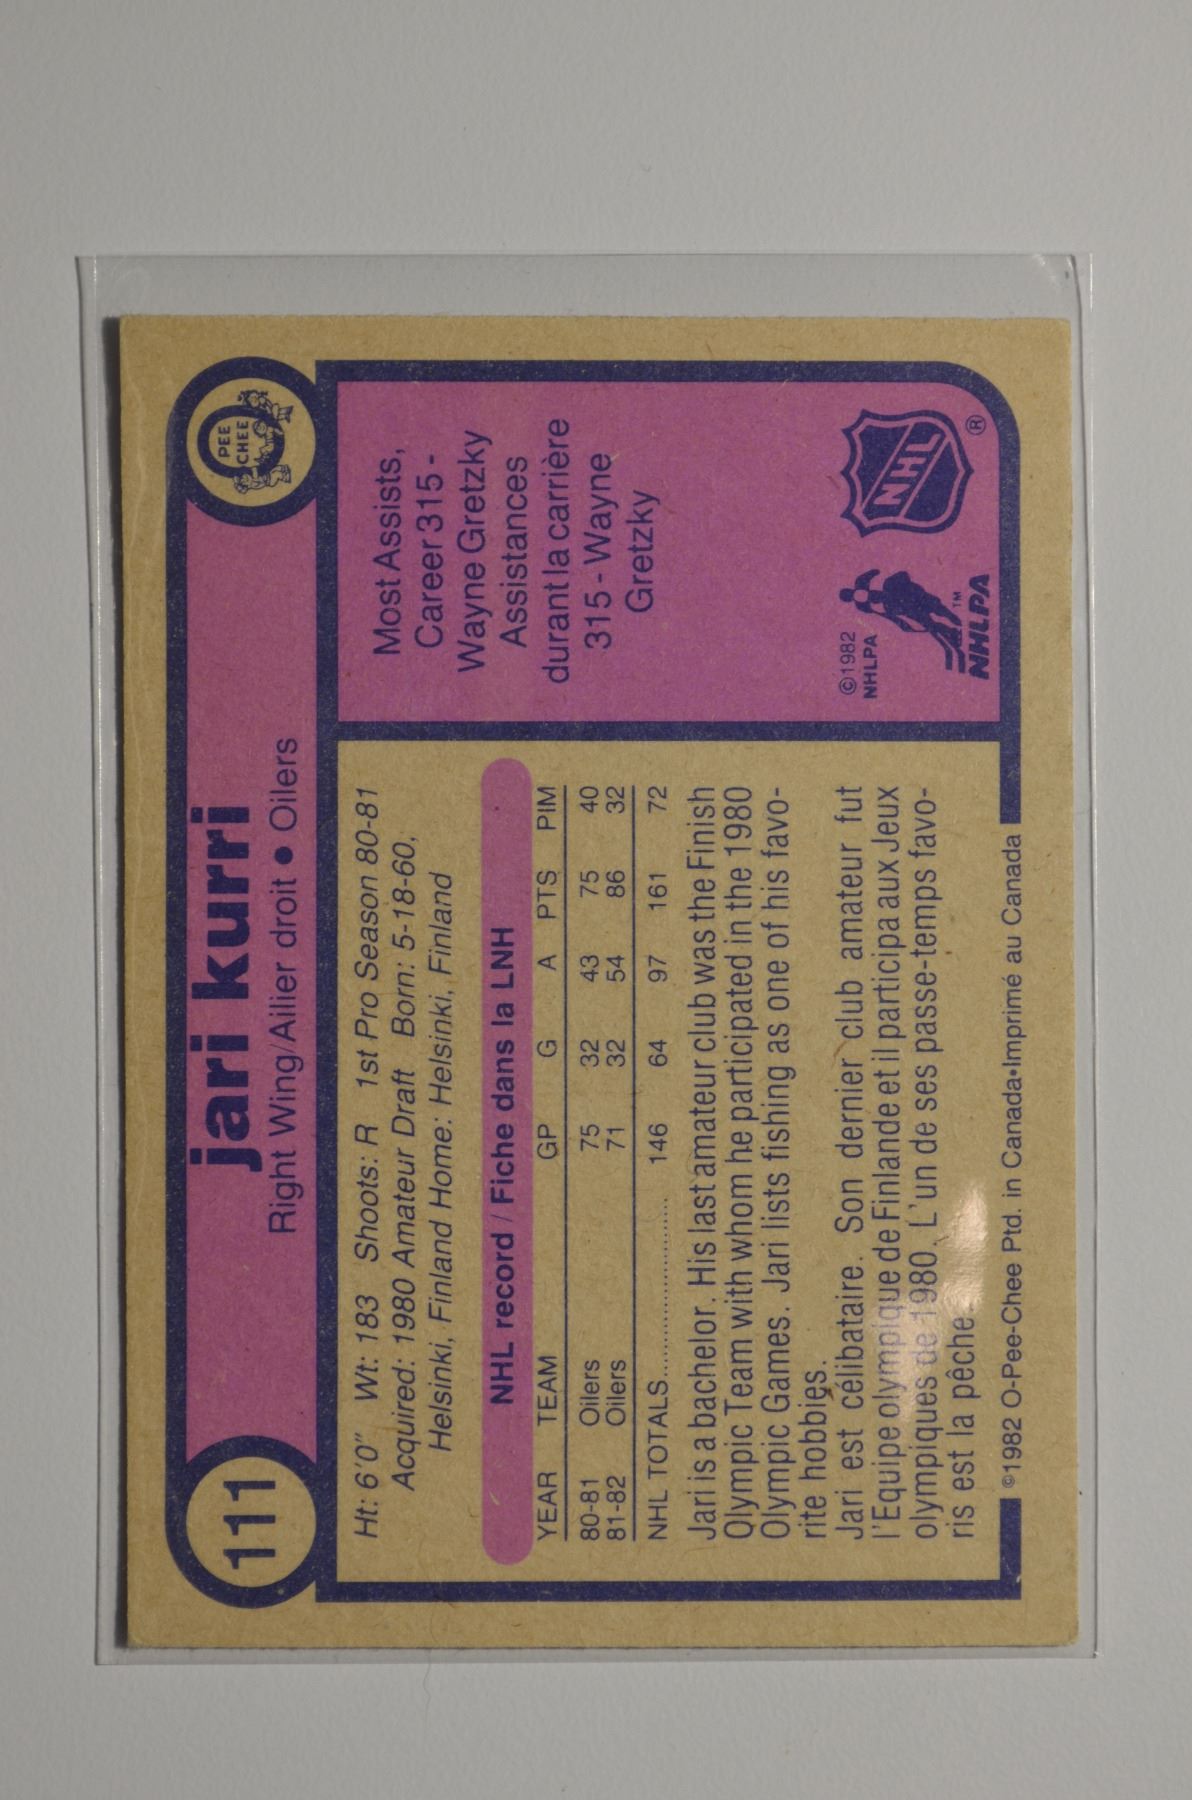 111
jari kurri
Right Wing/Ailier droit • Oilers
PEE
CHEE
Ht: 6'0" Wt: 183 Shoots: R 1st Pro Season 80-81
Acquired: 1980 Amateur Draft Born: 5-18-60,
Helsinki, Finland Home: Helsinki, Finland
NHL record / Fiche dans la LNH
YEAR TEAM GP G A PTS PIM
80-81 Oilers 75 32 43 75 40
81-82 Oilers 71 32 54 86 32
NHL TOTALS .................... 146 64 97 161 72
Jari is a bachelor. His last amateur club was the Finish
Olympic Team with whom he participated in the 1980
Olympic Games. Jari lists fishing as one of his favo-
rite hobbies.
Jari est célibataire. Son dernier club amateur fut
l'Equipe olympique de Finlande et il participa aux Jeux
olympiques de 1980. L'un de ses passe-temps favo-
ris est la pêche.
©1982 O-Pee-Chee Ptd. in Canada•Imprimé au Canada
Most Assists,
Career 315 -
Wayne Gretzky
Assistances
durant la carrière
315 - Wayne
Gretzky
©1982
NHLPA
NHLPA TM
NHL ®